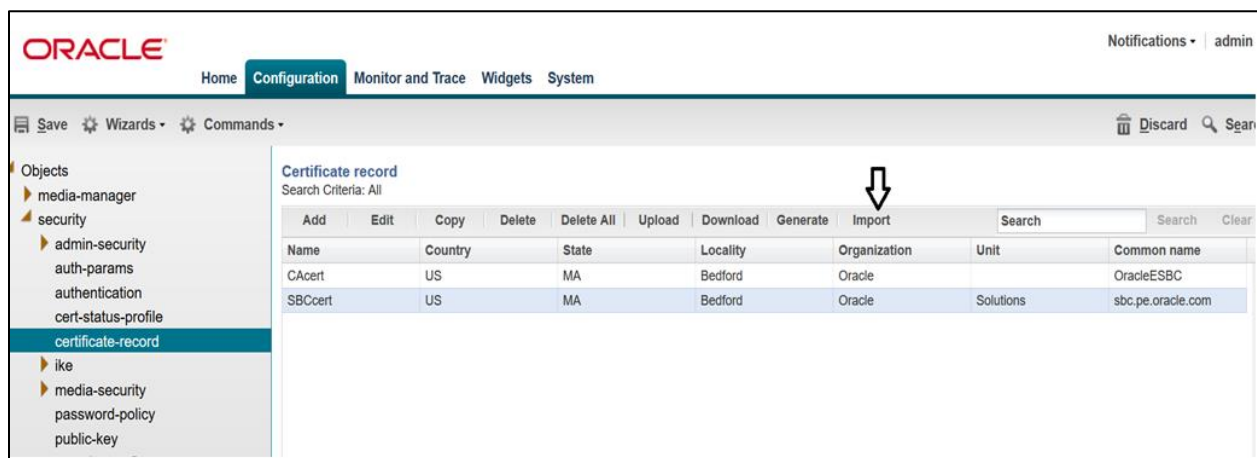 ORACLE
Notifications admin
Home Configuration Monitor and Trace Widgets System
Save Wizards Commands
Discard
Objects
media-manager
security
admin-security
auth-params
authentication
cert-status-profile
certificate-record
ike
media-security
password-policy
public-key
Certificate record
Search Criteria: All
Add Edit Copy Delete Delete All Upload Download Generate Import Search Search Clear
Name Country State Locality Organization Unit Common name
CAcert US MA Bedford Oracle OracleESBC
SBCcert US MA Bedford Oracle Solutions sbc.pe.oracle.com